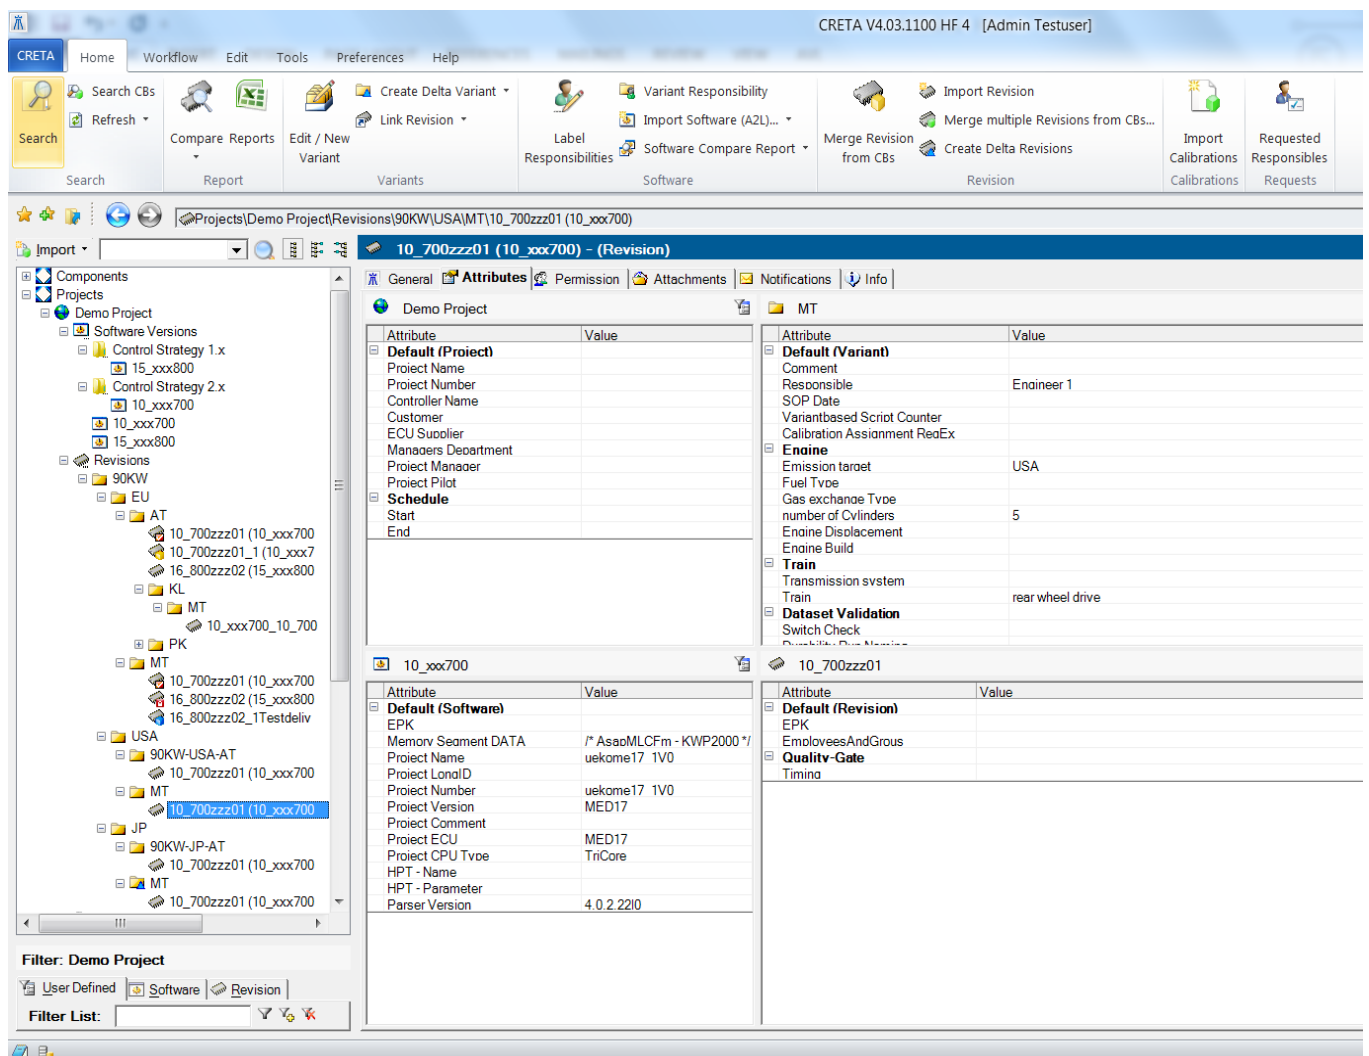 CRETA V4.03.1100 HF 4 [Admin Testuser]
CRETA Home Workflow Edit Tools Preferences Help
Search
Search CBs
Refresh
Search
Compare Reports
Report
Edit / New Variant
Create Delta Variant
Link Revision
Variants
Label Responsibilities
Variant Responsibility
Import Software (A2L)...
Software Compare Report
Software
Merge Revision from CBs
Import Revision
Merge multiple Revisions from CBs...
Create Delta Revisions
Revision
Import Calibrations
Calibrations
Requested Responsibles
Requests
Projects\Demo Project\Revisions\90KW\USA\MT\10_700zzz01 (10_xxx700)
Import
Components
Projects
Demo Project
Software Versions
Control Strategy 1.x
15_xxx800
Control Strategy 2.x
10_xxx700
10_xxx700
15_xxx800
Revisions
90KW
EU
AT
10_700zzz01 (10_xxx700
10_700zzz01_1 (10_xxx7
16_800zzz02 (15_xxx800
KL
MT
10_xxx700_10_700
PK
MT
10_700zzz01 (10_xxx700
16_800zzz02 (15_xxx800
16_800zzz02_1Testdeliv
USA
90KW-USA-AT
10_700zzz01 (10_xxx700
MT
10_700zzz01 (10_xxx700
JP
90KW-JP-AT
10_700zzz01 (10_xxx700
MT
10_700zzz01 (10_xxx700
Filter: Demo Project
User Defined Software Revision
Filter List:
10_700zzz01 (10_xxx700) - (Revision)
General Attributes Permission Attachments Notifications Info
Demo Project
Attribute Value
Default (Project)
Project Name
Project Number
Controller Name
Customer
ECU Supplier
Managers Department
Project Manager
Project Pilot
Schedule
Start
End
MT
Attribute Value
Default (Variant)
Comment
Responsible Engineer 1
SOP Date
Variantbased Script Counter
Calibration Assignment RegEx
Engine
Emission target USA
Fuel Type
Gas exchange Type
number of Cylinders 5
Engine Displacement
Engine Build
Train
Transmission system
Train rear wheel drive
Dataset Validation
Switch Check
Durability Run Naming
10_xxx700
Attribute Value
Default (Software)
EPK
Memory Segment DATA /* AsapMLCFm - KWP2000 */
Project Name uekome17_1V0
Project LongID
Project Number uekome17_1V0
Project Version MED17
Project Comment
Project ECU MED17
Project CPU Type TriCore
HPT - Name
HPT - Parameter
Parser Version 4.0.2.22l0
10_700zzz01
Attribute Value
Default (Revision)
EPK
EmployeesAndGrous
Quality-Gate
Timing